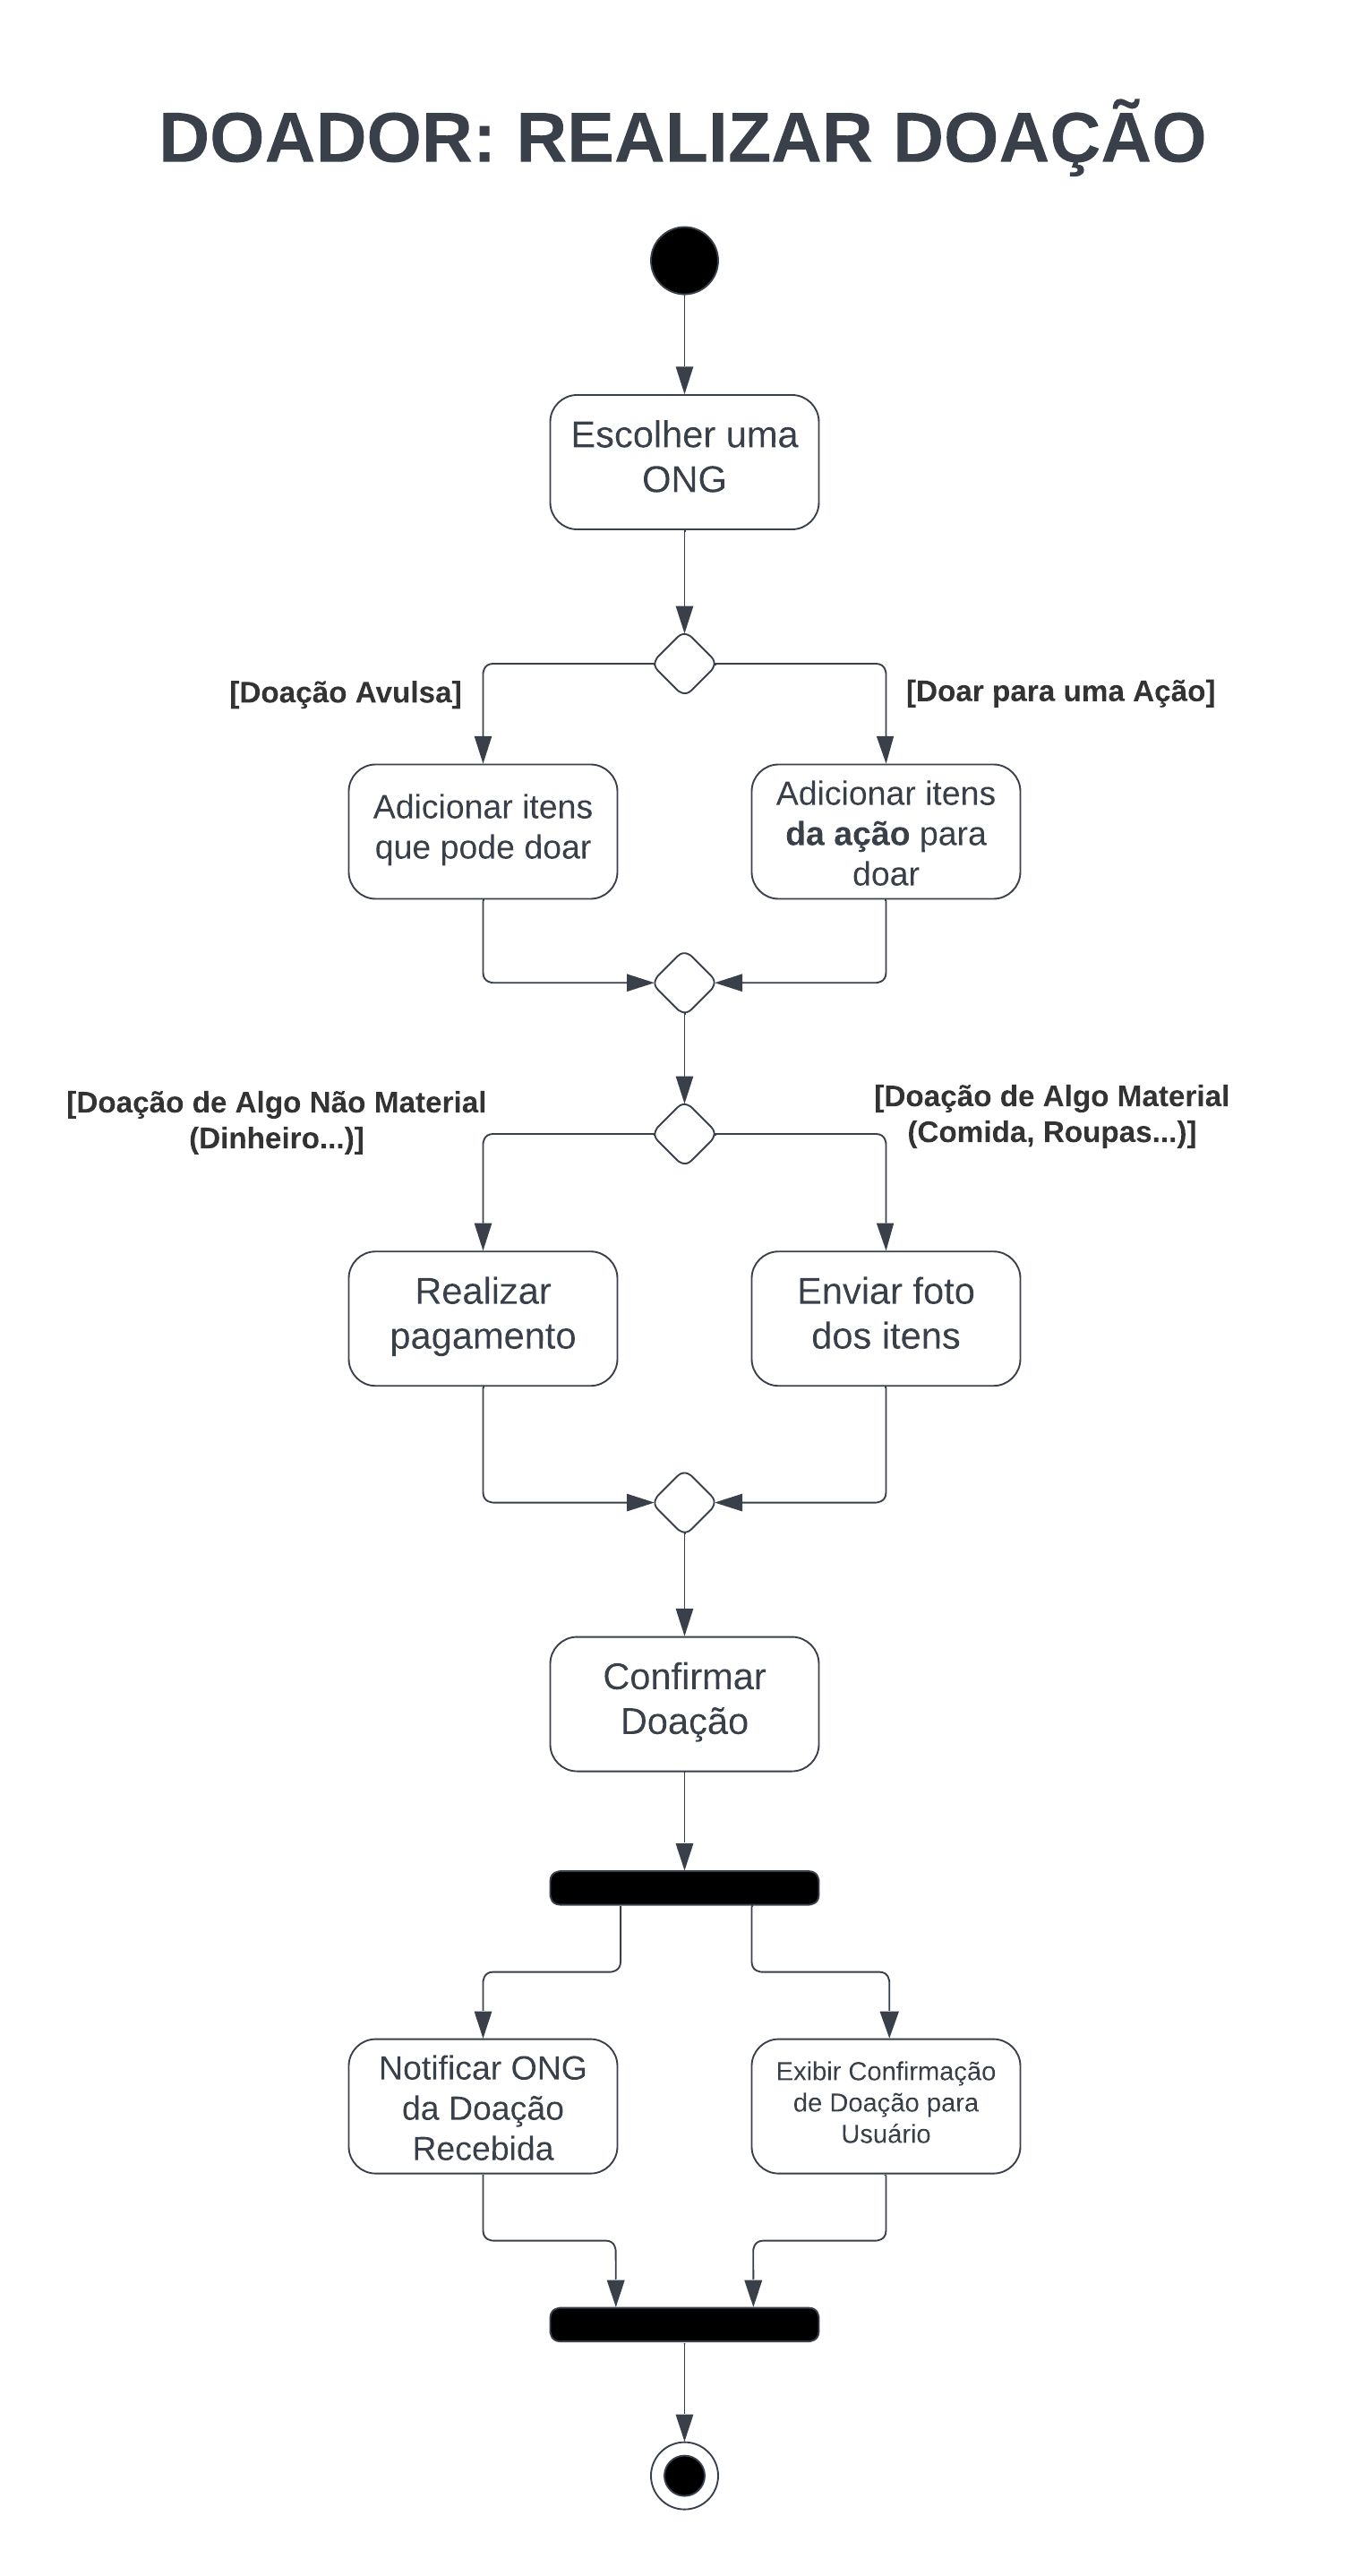 DOADOR: REALIZAR DOAÇÃO
Escolher uma
ONG
[Doação Avulsa]
[Doar para uma Ação]
Adicionar itens
que pode doar
Adicionar itens
da ação para
doar
[Doação de Algo Não Material
(Dinheiro...)]
[Doação de Algo Material
(Comida, Roupas...)]
Realizar
pagamento
Enviar foto
dos itens
Confirmar
Doação
Notificar ONG
da Doação
Recebida
Exibir Confirmação
de Doação para
Usuário